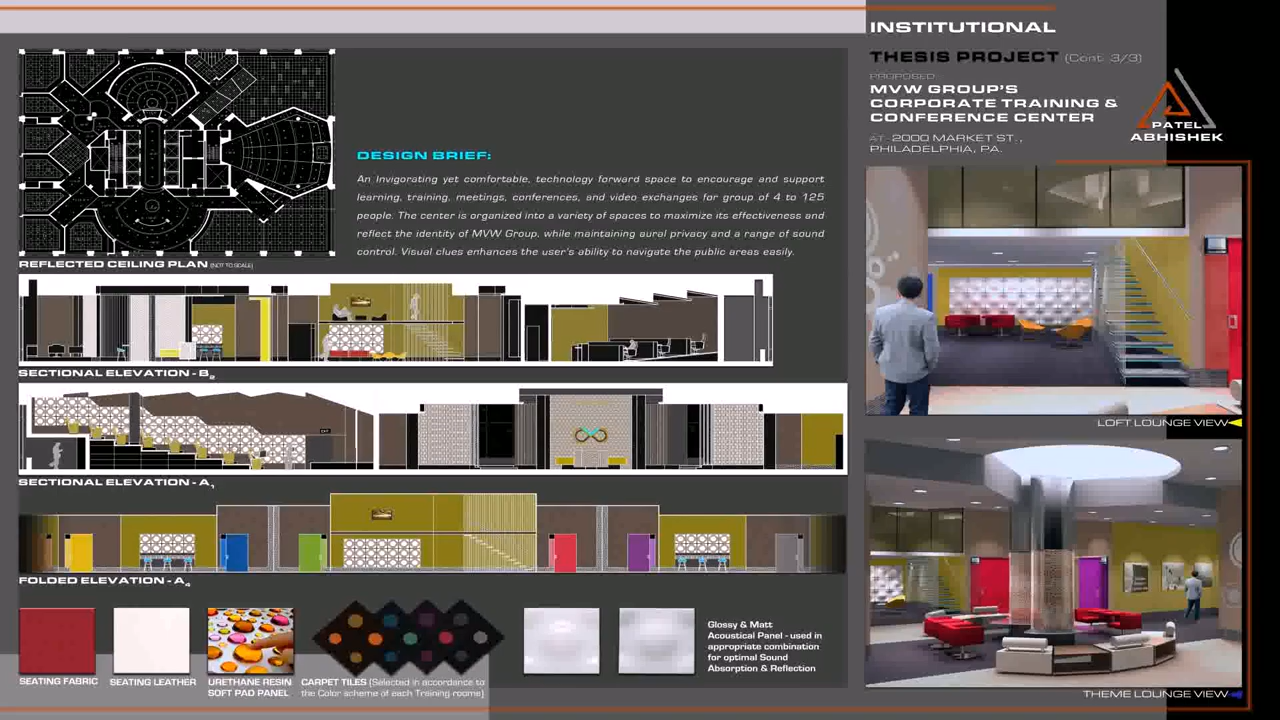 INSTITUTIONAL
THESIS PROJECT (Cont. 3/3)
PROPOSED:
MVW GROUP'S
CORPORATE TRAINING &
CONFERENCE CENTER
AT: 2000 MARKET ST.,
PHILADELPHIA, PA.
PATEL
ABHISHEK
DESIGN BRIEF:
An Invigorating yet comfortable, technology forward space to encourage and support
learning, training, meetings, conferences, and video exchanges for group of 4 to 125
people. The center is organized into a variety of spaces to maximize its effectiveness and
reflect the identity of MVW Group, while maintaining aural privacy and a range of sound
control. Visual clues enhances the user's ability to navigate the public areas easily.
REFLECTED CEILING PLAN (NOT TO SCALE)
SECTIONAL ELEVATION - B2
SECTIONAL ELEVATION - A1
FOLDED ELEVATION - A4
LOFT LOUNGE VIEW
THEME LOUNGE VIEW
SEATING FABRIC
SEATING LEATHER
URETHANE RESIN
SOFT PAD PANEL
CARPET TILES (Selected in accordance to
the Color scheme of each Training rooms)
Glossy & Matt
Acoustical Panel - used in
appropriate combination
for optimal Sound
Absorption & Reflection